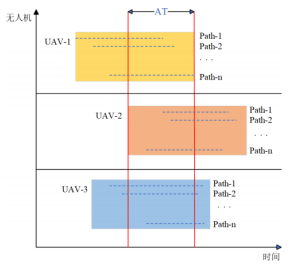 AT
无人机
UAV-1
Path-1
Path-2
· · ·
Path-n
UAV-2
Path-1
Path-2
· · ·
Path-n
UAV-3
Path-1
Path-2
· · ·
Path-n
时间